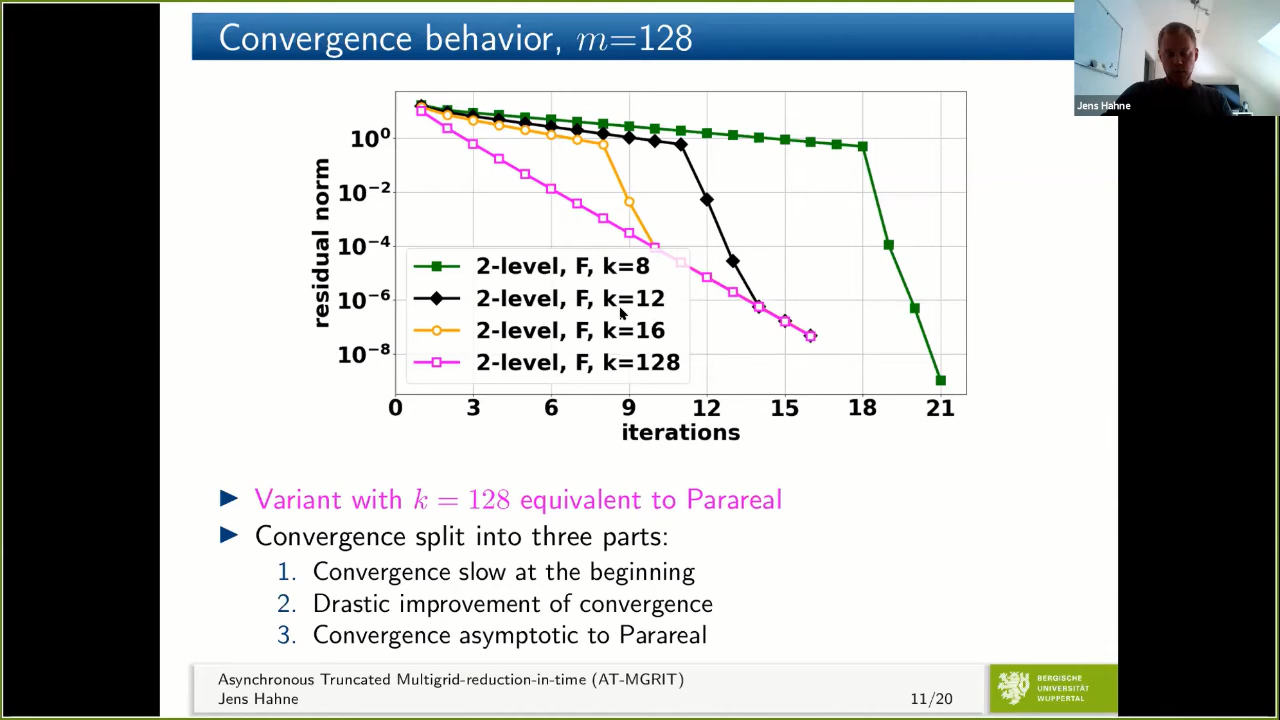 Convergence behavior, m=128
Jens Hahne
10⁰
10⁻²
10⁻⁴
10⁻⁶
10⁻⁸
residual norm
2-level, F, k=8
2-level, F, k=12
2-level, F, k=16
2-level, F, k=128
0 3 6 9 12 15 18 21
iterations
Variant with k = 128 equivalent to Parareal
Convergence split into three parts:
1. Convergence slow at the beginning
2. Drastic improvement of convergence
3. Convergence asymptotic to Parareal
Asynchronous Truncated Multigrid-reduction-in-time (AT-MGRIT)
Jens Hahne 11/20
BERGISCHE
UNIVERSITÄT
WUPPERTAL